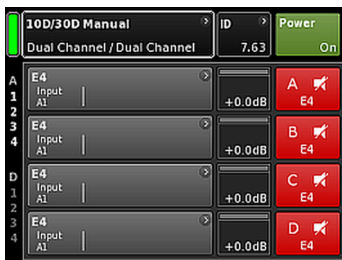 10D/30D Manual
Dual Channel / Dual Channel
ID
7.63
Power
On
A
1
2
3
4
D
1
2
3
4
E4
Input
A1
+0.0dB
A
E4
E4
Input
A1
+0.0dB
B
E4
E4
Input
A1
+0.0dB
C
E4
E4
Input
A1
+0.0dB
D
E4